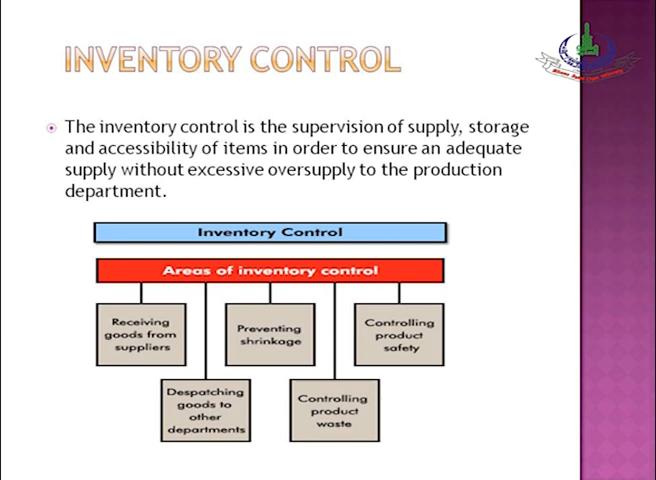 INVENTORY CONTROL
The inventory control is the supervision of supply, storage
and accessibility of items in order to ensure an adequate
supply without excessive oversupply to the production
department.
Inventory Control
Areas of inventory control
Receiving
goods from
suppliers
Preventing
shrinkage
Controlling
product
safety
Despatching
goods to
other
departments
Controlling
product
waste